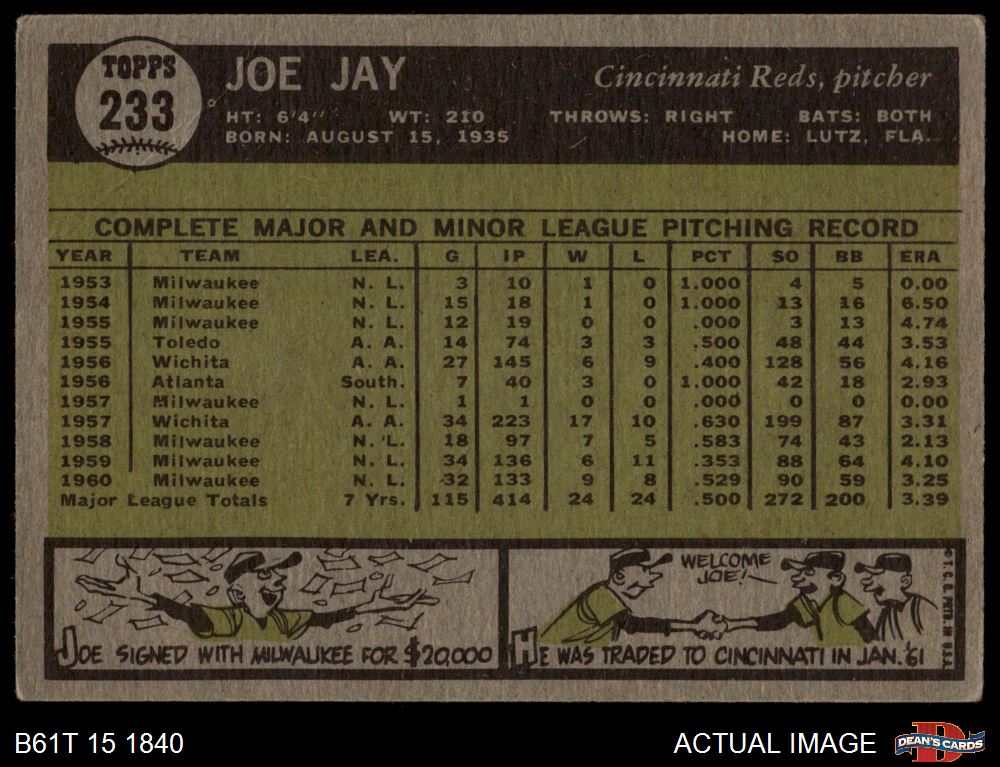 TOPPS
233
JOE JAY
Cincinnati Reds, pitcher
HT: 6'4" WT: 210 THROWS: RIGHT BATS: BOTH
BORN: AUGUST 15, 1935 HOME: LUTZ, FLA.
COMPLETE MAJOR AND MINOR LEAGUE PITCHING RECORD
YEAR TEAM LEA. G IP W L PCT SO BB ERA
1953 Milwaukee N. L. 3 10 1 0 1.000 4 5 0.00
1954 Milwaukee N. L. 15 18 1 0 1.000 13 16 6.50
1955 Milwaukee N. L. 12 19 0 0 .000 3 13 4.74
1955 Toledo A. A. 14 74 3 3 .500 48 44 3.53
1956 Wichita A. A. 27 145 6 9 .400 128 56 4.16
1956 Atlanta South. 7 40 3 0 1.000 42 18 2.93
1957 Milwaukee N. L. 1 1 0 0 .000 0 0 0.00
1957 Wichita A. A. 34 223 17 10 .630 199 87 3.31
1958 Milwaukee N. L. 18 97 7 5 .583 74 43 2.13
1959 Milwaukee N. L. 34 136 6 11 .353 88 64 4.10
1960 Milwaukee N. L. 32 133 9 8 .529 90 59 3.25
Major League Totals 7 Yrs. 115 414 24 24 .500 272 200 3.39
WELCOME
JOE!
JOE SIGNED WITH MILWAUKEE FOR $20,000
HE WAS TRADED TO CINCINNATI IN JAN. '61
© T. C. G. PRTD. IN U.S.A.
B61T 15 1840
ACTUAL IMAGE
D
DEAN'S CARDS